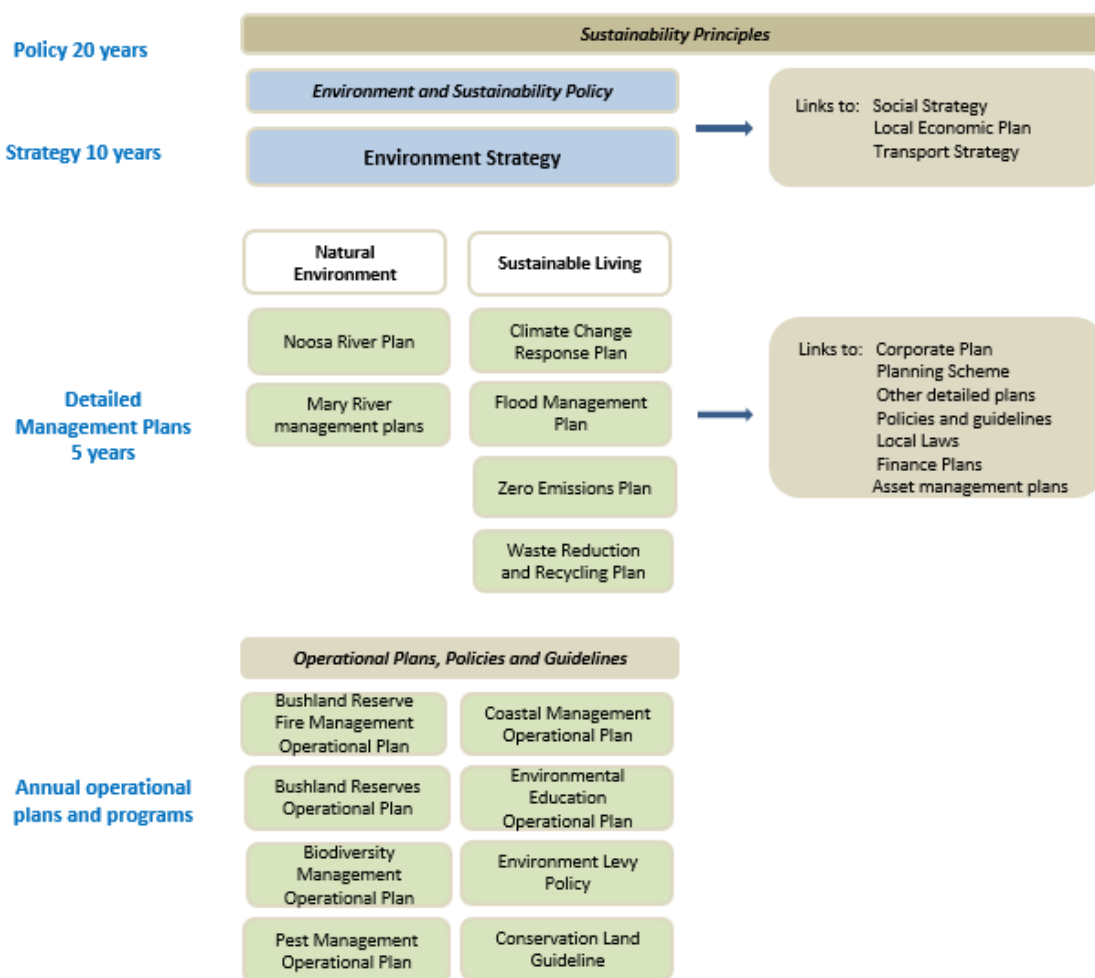 Sustainability Principles
Policy 20 years
Environment and Sustainability Policy
Links to: Social Strategy
Local Economic Plan
Transport Strategy
Strategy 10 years
Environment Strategy
Natural
Environment
Sustainable Living
Noosa River Plan
Climate Change
Response Plan
Detailed
Management Plans
5 years
Mary River
management plans
Flood Management
Plan
Zero Emissions Plan
Waste Reduction
and Recycling Plan
Links to: Corporate Plan
Planning Scheme
Other detailed plans
Policies and guidelines
Local Laws
Finance Plans
Asset management plans
Operational Plans, Policies and Guidelines
Bushland Reserve
Fire Management
Operational Plan
Coastal Management
Operational Plan
Annual operational
plans and programs
Bushland Reserves
Operational Plan
Environmental
Education
Operational Plan
Biodiversity
Management
Operational Plan
Environment Levy
Policy
Pest Management
Operational Plan
Conservation Land
Guideline